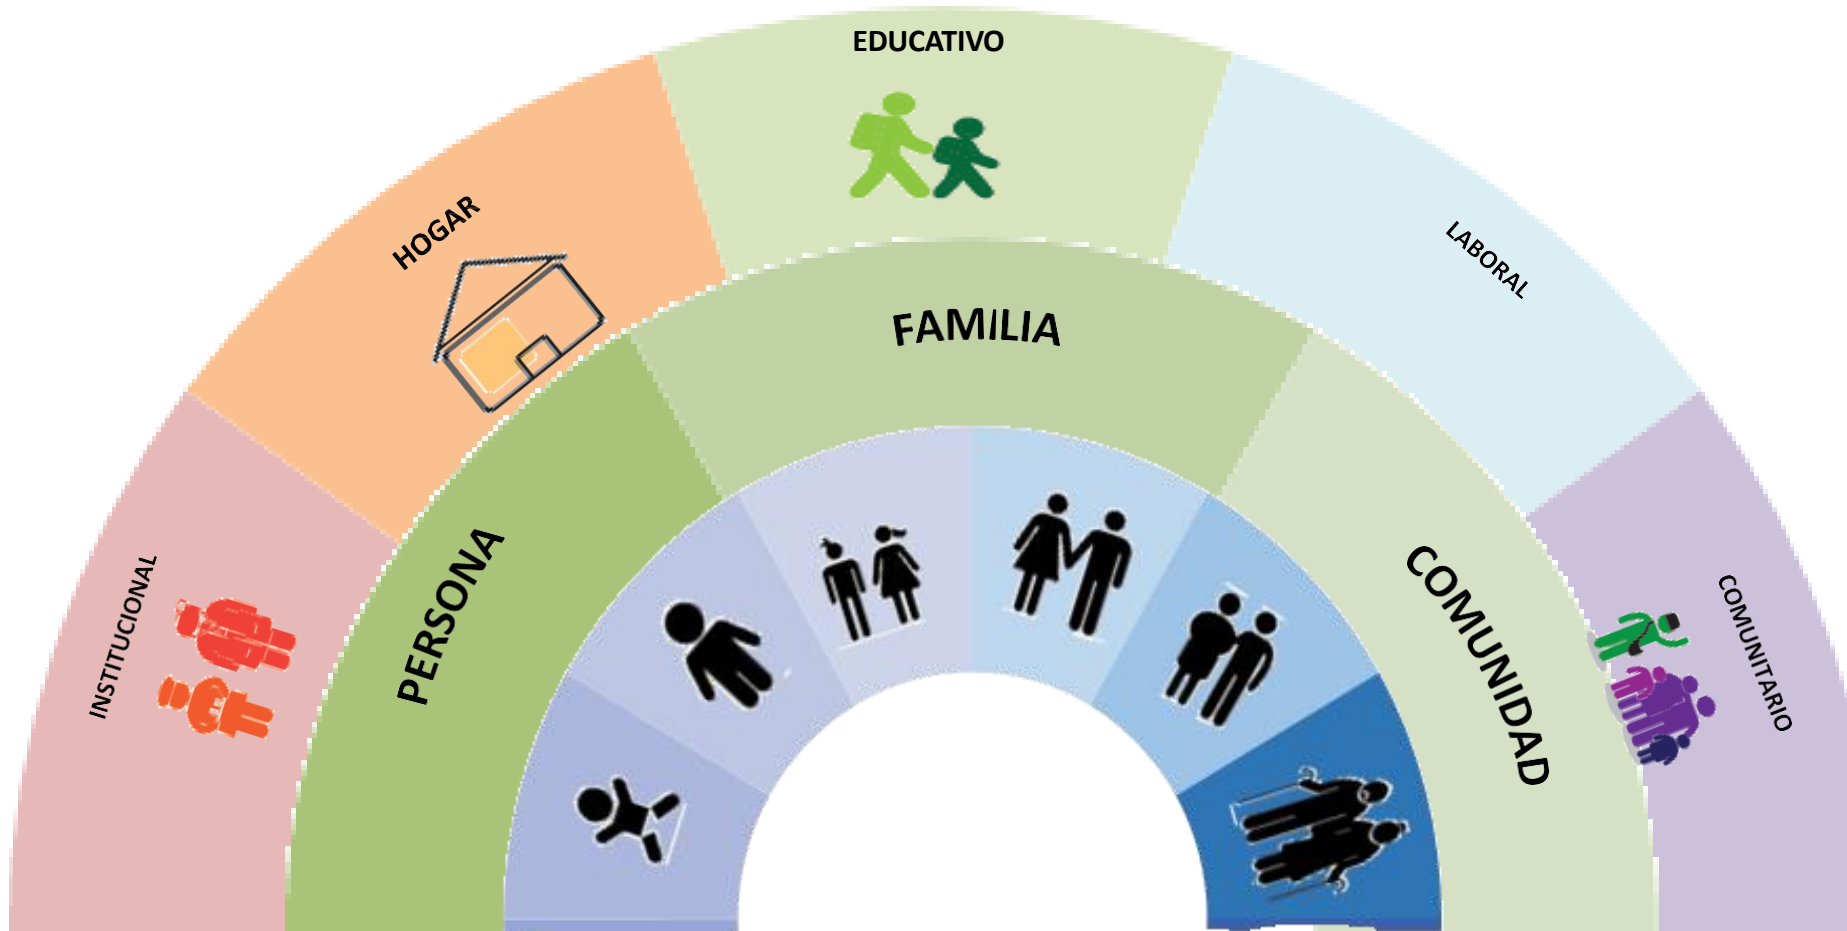 EDUCATIVO
HOGAR
LABORAL
FAMILIA
PERSONA
COMUNIDAD
INSTITUCIONAL
COMUNITARIO